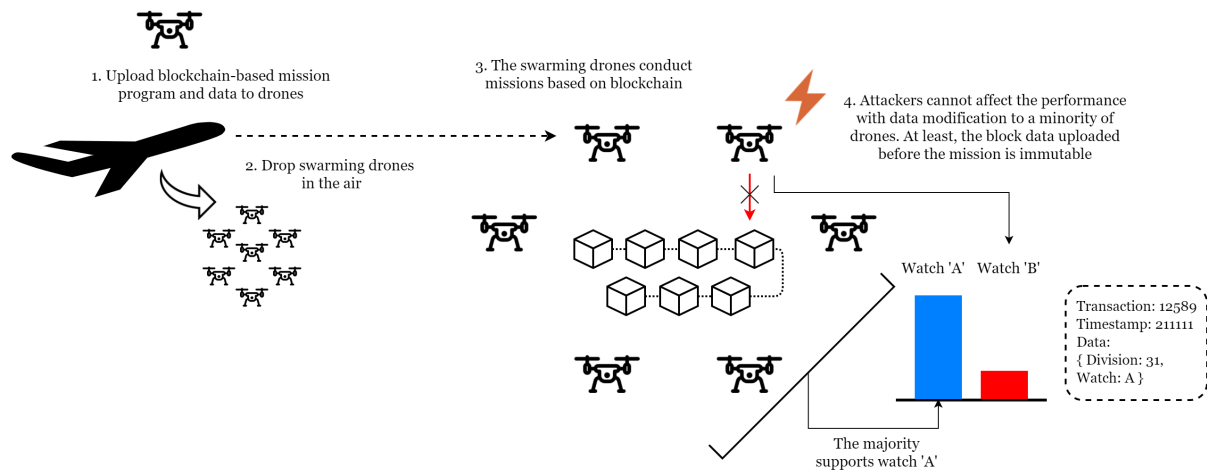 1. Upload blockchain-based mission
program and data to drones
2. Drop swarming drones
in the air
3. The swarming drones conduct
missions based on blockchain
4. Attackers cannot affect the performance
with data modification to a minority of
drones. At least, the block data uploaded
before the mission is immutable
Watch 'A'
Watch 'B'
Transaction: 12589
Timestamp: 211111
Data:
{ Division: 31,
Watch: A }
The majority
supports watch 'A'